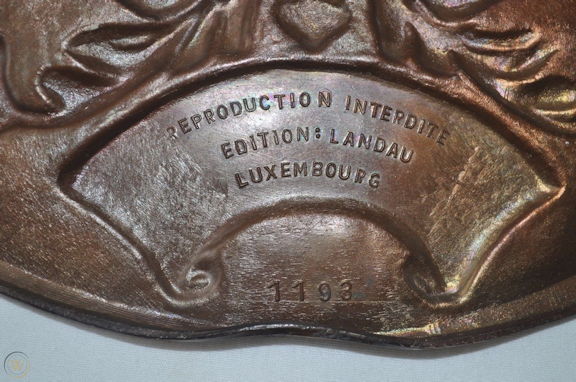 REPRODUCTION INTERDITE
EDITION: LANDAU
LUXEMBOURG
1193